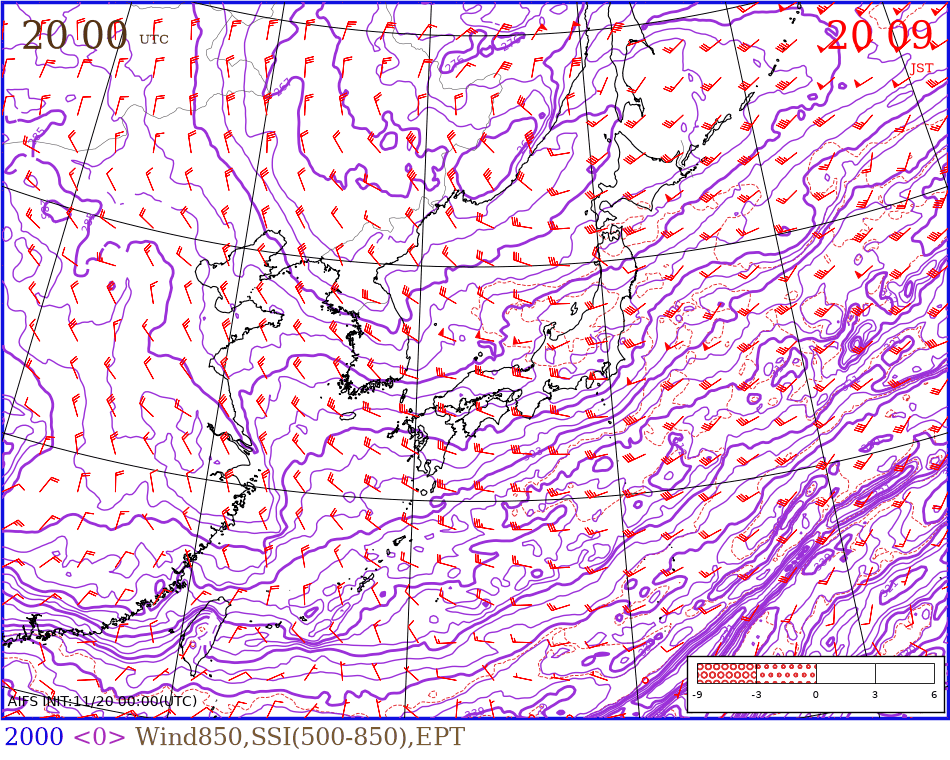 20 00 UTC
20 09
JST
AIFS INIT:11/20 00:00(UTC)
-9 -3 0 3 6
2000 <0> Wind850,SSI(500-850),EPT